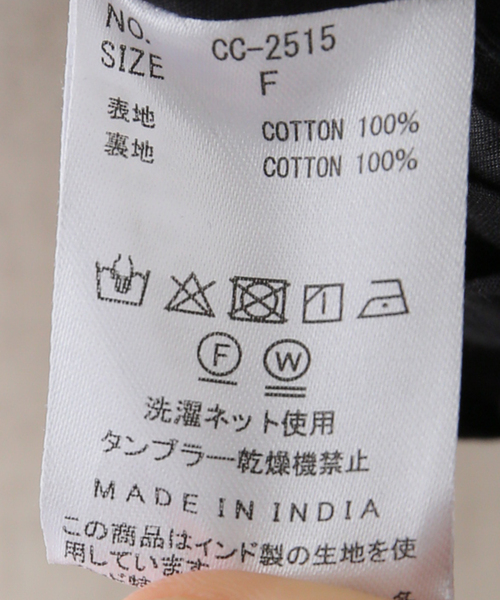 NO. CC-2515
SIZE F
表地 COTTON 100%
裏地 COTTON 100%
F W
洗濯ネット使用
タンブラー乾燥機禁止
MADE IN INDIA
この商品はインド製の生地を使
用しています